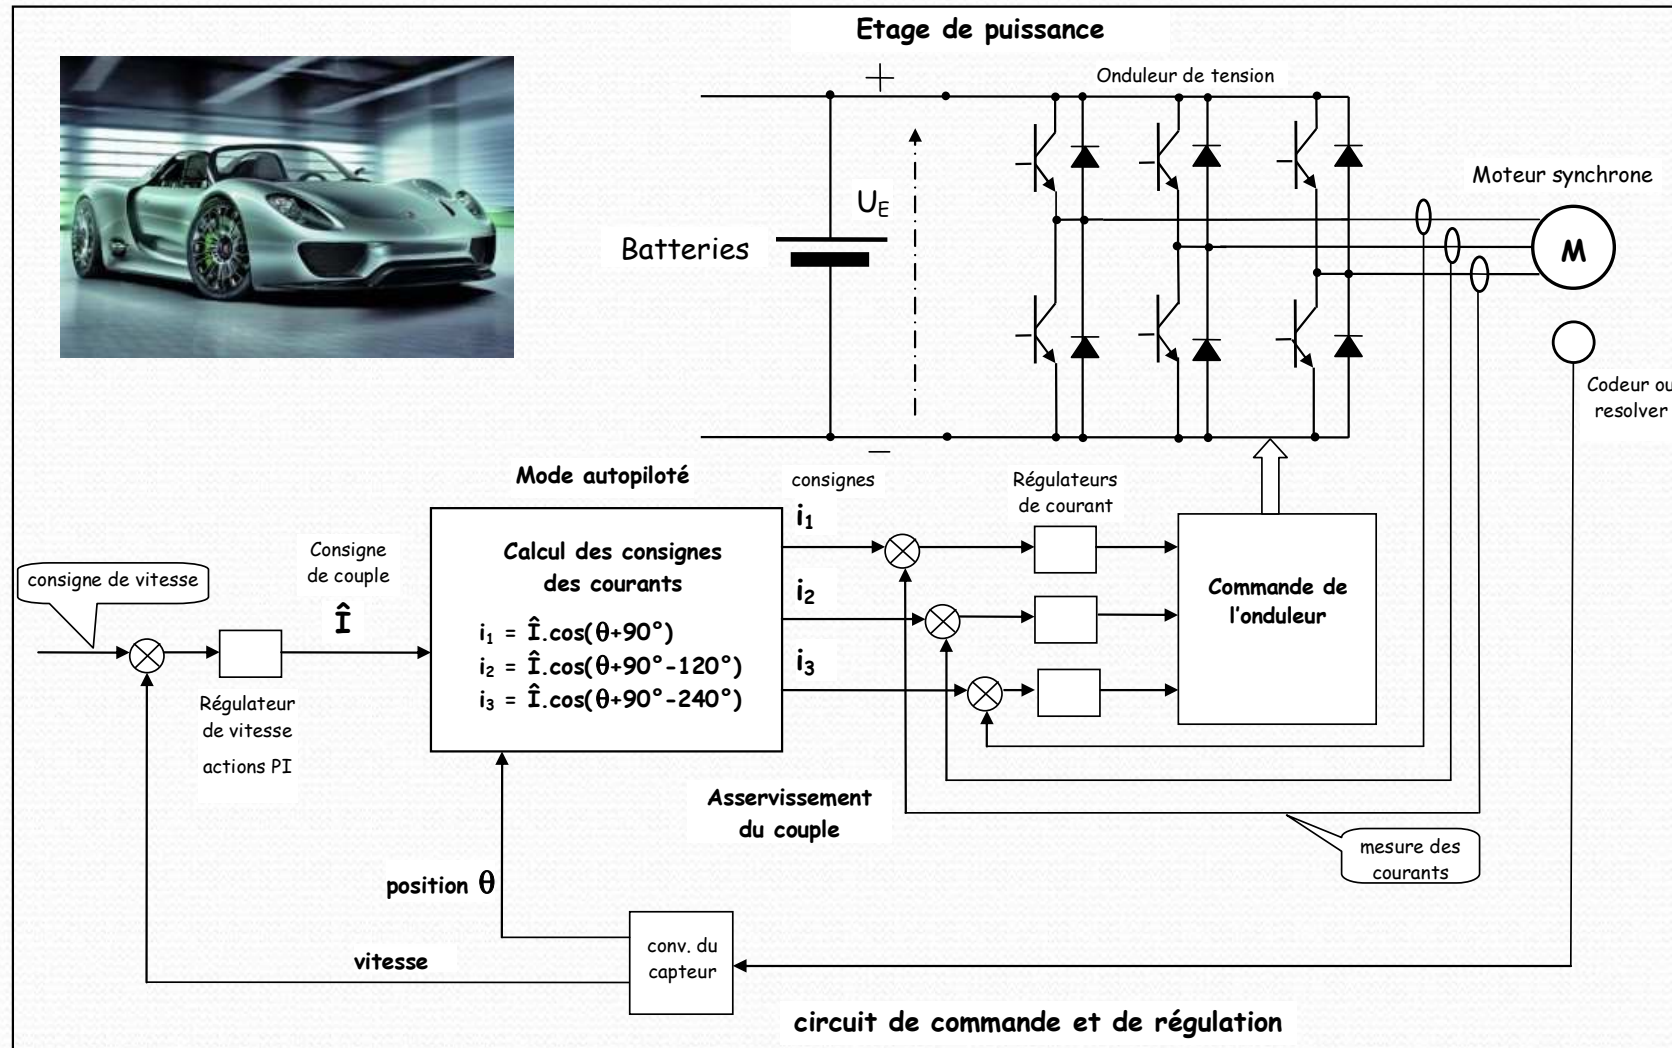 Etage de puissance
Onduleur de tension
+
Moteur synchrone
U_E
Batteries
M
Codeur ou
resolver
−
Mode autopiloté
consignes
Régulateurs
de courant
i₁
Calcul des consignes
des courants
Consigne
de couple
consigne de vitesse
Î
i₂
Commande de
l'onduleur
i₁ = Î.cos(θ+90°)
i₂ = Î.cos(θ+90°-120°)
i₃ = Î.cos(θ+90°-240°)
i₃
Régulateur
de vitesse
actions PI
Asservissement
du couple
mesure des
courants
position θ
conv. du
capteur
vitesse
circuit de commande et de régulation